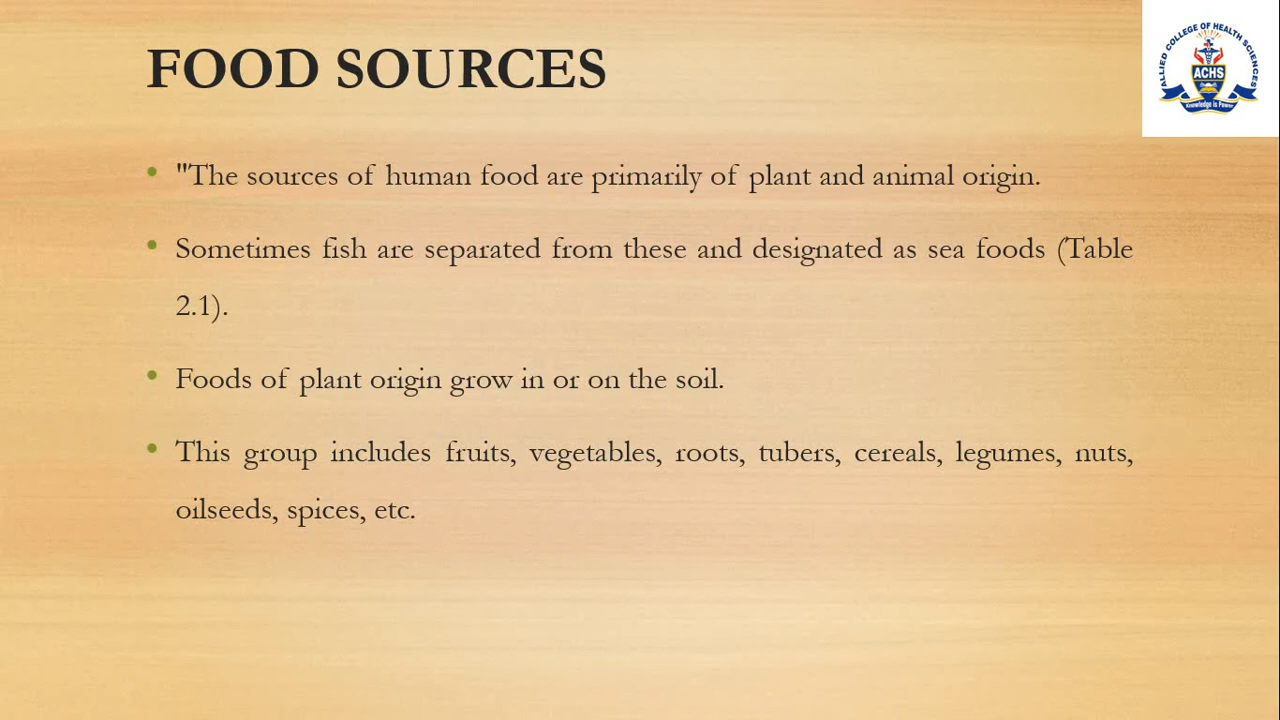 FOOD SOURCES
ALLIED COLLEGE OF HEALTH SCIENCES
ACHS
Knowledge is Power
• "The sources of human food are primarily of plant and animal origin.
• Sometimes fish are separated from these and designated as sea foods (Table
2.1).
• Foods of plant origin grow in or on the soil.
• This group includes fruits, vegetables, roots, tubers, cereals, legumes, nuts,
oilseeds, spices, etc.